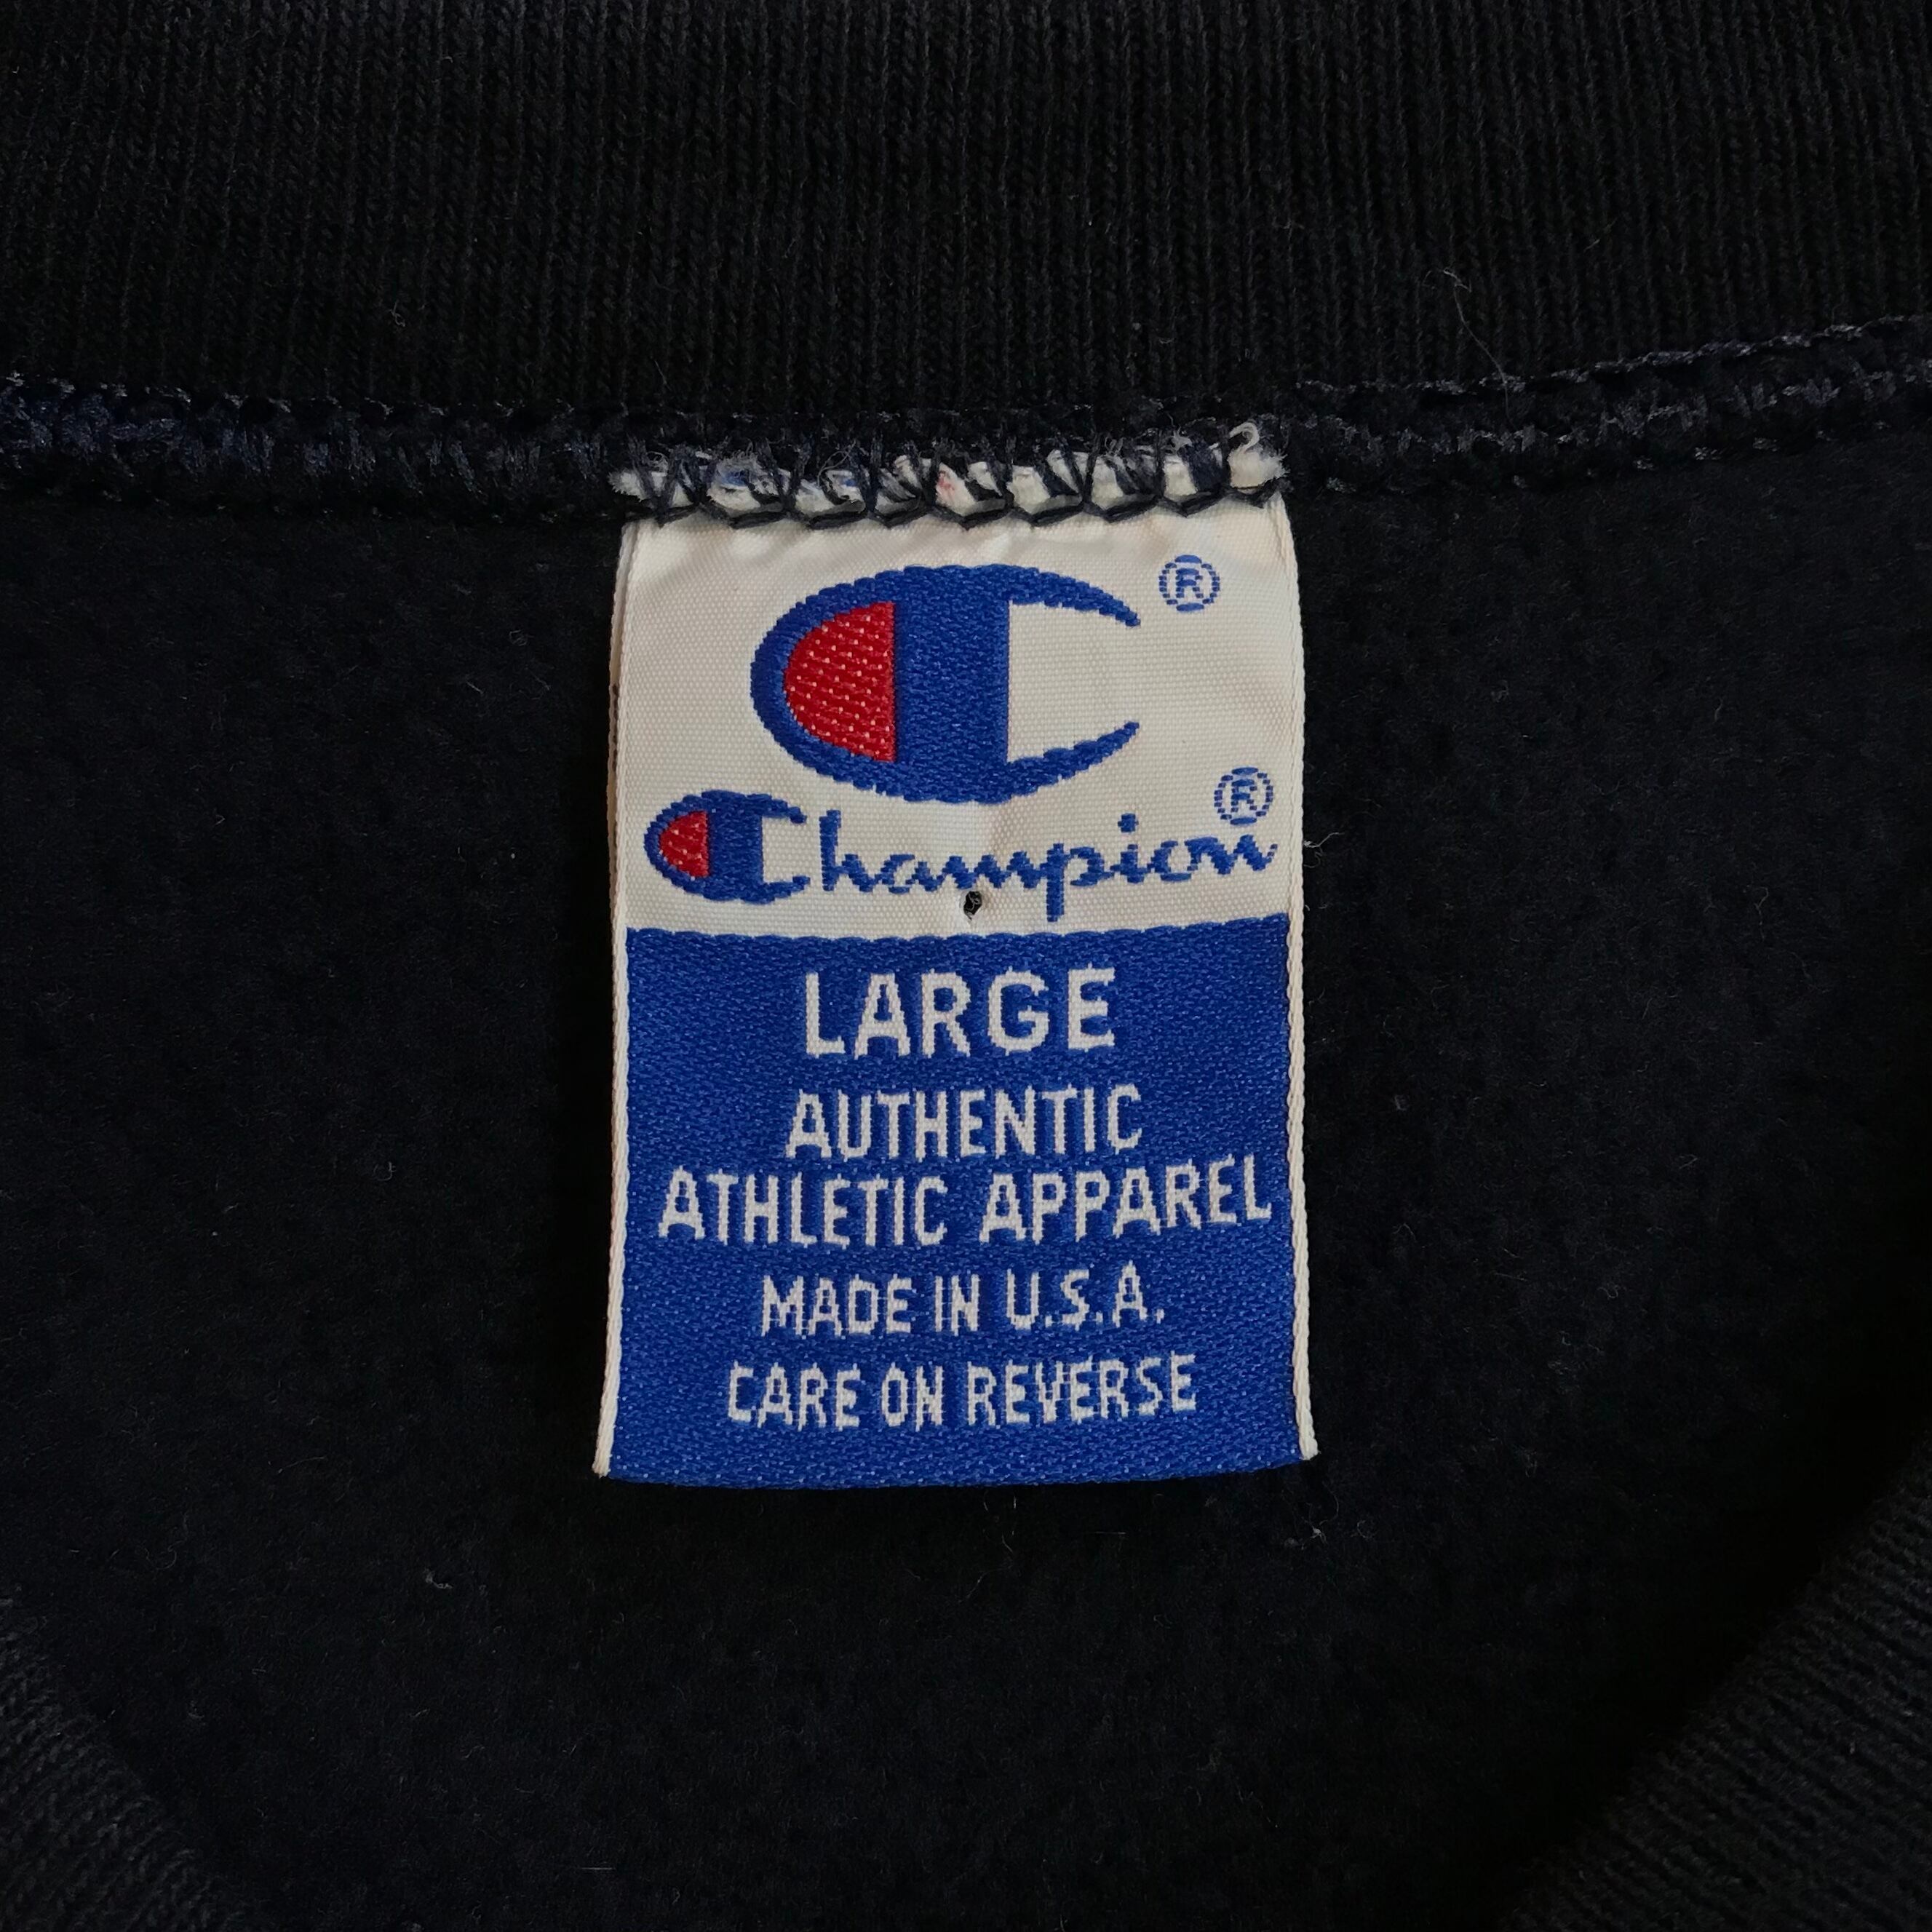 ®
Champion®
LARGE
AUTHENTIC
ATHLETIC APPAREL
MADE IN U.S.A.
CARE ON REVERSE